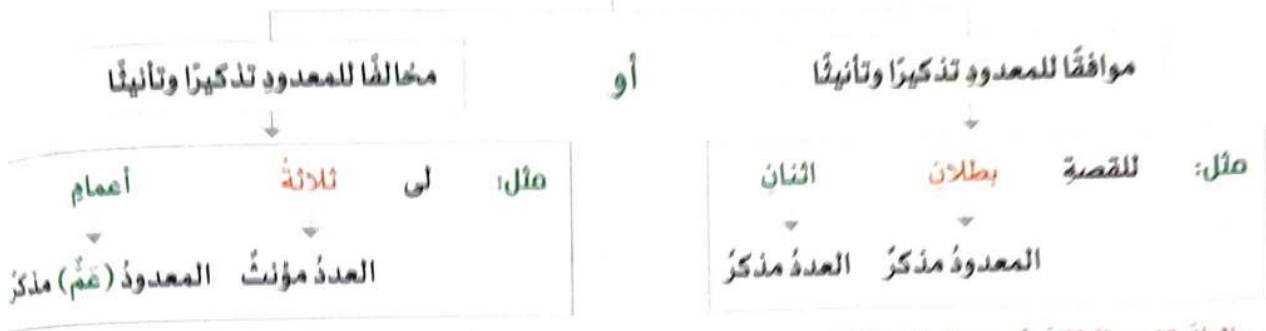 موافقًا للمعدودِ تذكيرًا وتأنيثًا
أو
مخالفًا للمعدودِ تذكيرًا وتأنيثًا
مثل: للقصةِ بطلانِ اثنانِ
المعدودُ مذكرٌ العددُ مذكرٌ
مثل: لي ثلاثةُ أعمامٍ
العددُ مؤنثٌ المعدودُ (عَمٌّ) مذكرٌ